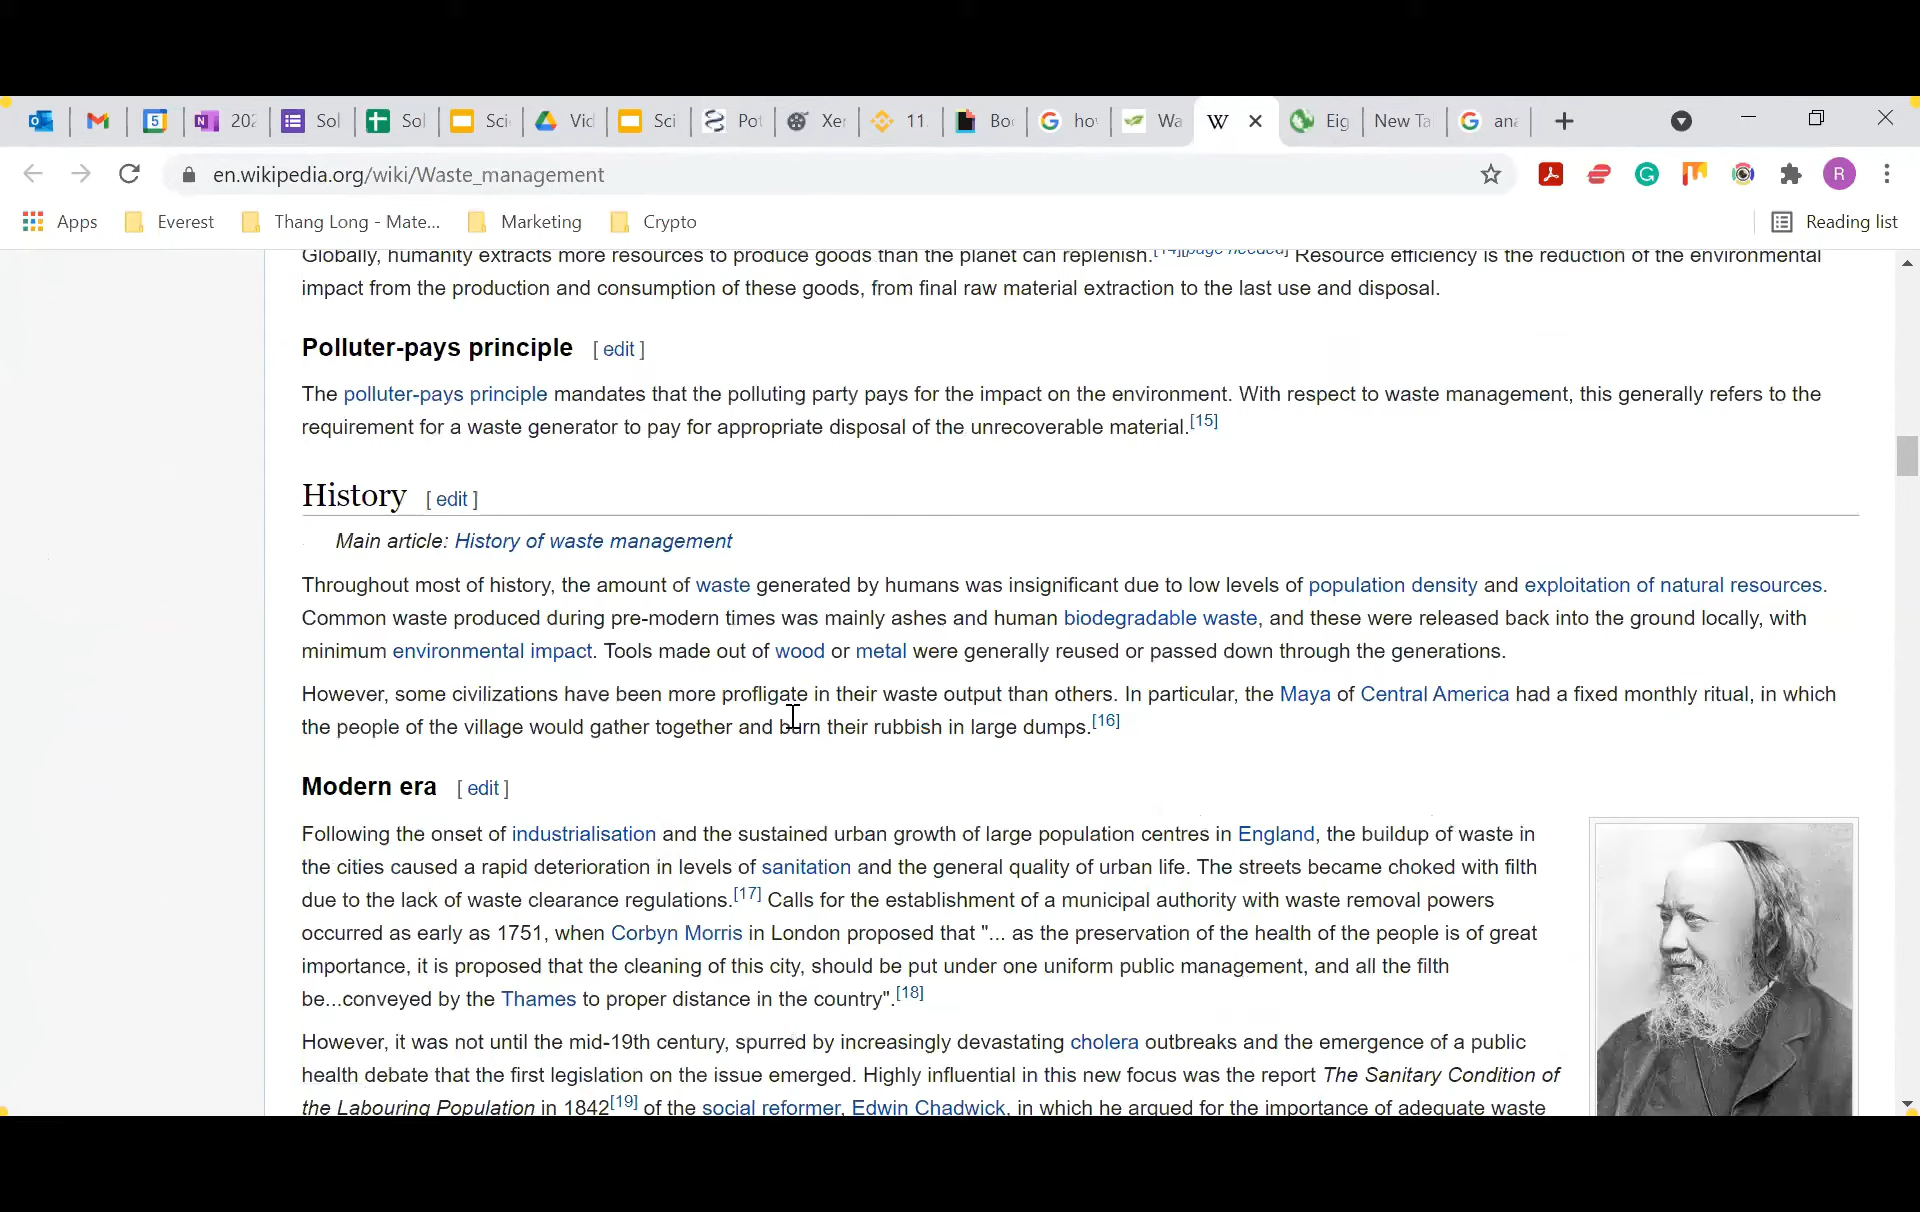 202
Sol
Sol
Sci
Vic
Sci
Pot
Xer
11.
Boo
ho
Wa
W
Eig
New Ta
ana
en.wikipedia.org/wiki/Waste_management
R
Apps
Everest
Thang Long - Mate...
Marketing
Crypto
Reading list
Globally, humanity extracts more resources to produce goods than the planet can replenish.[14][page needed] Resource efficiency is the reduction of the environmental
impact from the production and consumption of these goods, from final raw material extraction to the last use and disposal.
Polluter-pays principle [ edit ]
The polluter-pays principle mandates that the polluting party pays for the impact on the environment. With respect to waste management, this generally refers to the
requirement for a waste generator to pay for appropriate disposal of the unrecoverable material.[15]
History [ edit ]
Main article: History of waste management
Throughout most of history, the amount of waste generated by humans was insignificant due to low levels of population density and exploitation of natural resources.
Common waste produced during pre-modern times was mainly ashes and human biodegradable waste, and these were released back into the ground locally, with
minimum environmental impact. Tools made out of wood or metal were generally reused or passed down through the generations.
However, some civilizations have been more profligate in their waste output than others. In particular, the Maya of Central America had a fixed monthly ritual, in which
the people of the village would gather together and burn their rubbish in large dumps.[16]
Modern era [ edit ]
Following the onset of industrialisation and the sustained urban growth of large population centres in England, the buildup of waste in
the cities caused a rapid deterioration in levels of sanitation and the general quality of urban life. The streets became choked with filth
due to the lack of waste clearance regulations.[17] Calls for the establishment of a municipal authority with waste removal powers
occurred as early as 1751, when Corbyn Morris in London proposed that "... as the preservation of the health of the people is of great
importance, it is proposed that the cleaning of this city, should be put under one uniform public management, and all the filth
be...conveyed by the Thames to proper distance in the country".[18]
However, it was not until the mid-19th century, spurred by increasingly devastating cholera outbreaks and the emergence of a public
health debate that the first legislation on the issue emerged. Highly influential in this new focus was the report The Sanitary Condition of
the Labouring Population in 1842[19] of the social reformer, Edwin Chadwick, in which he argued for the importance of adequate waste